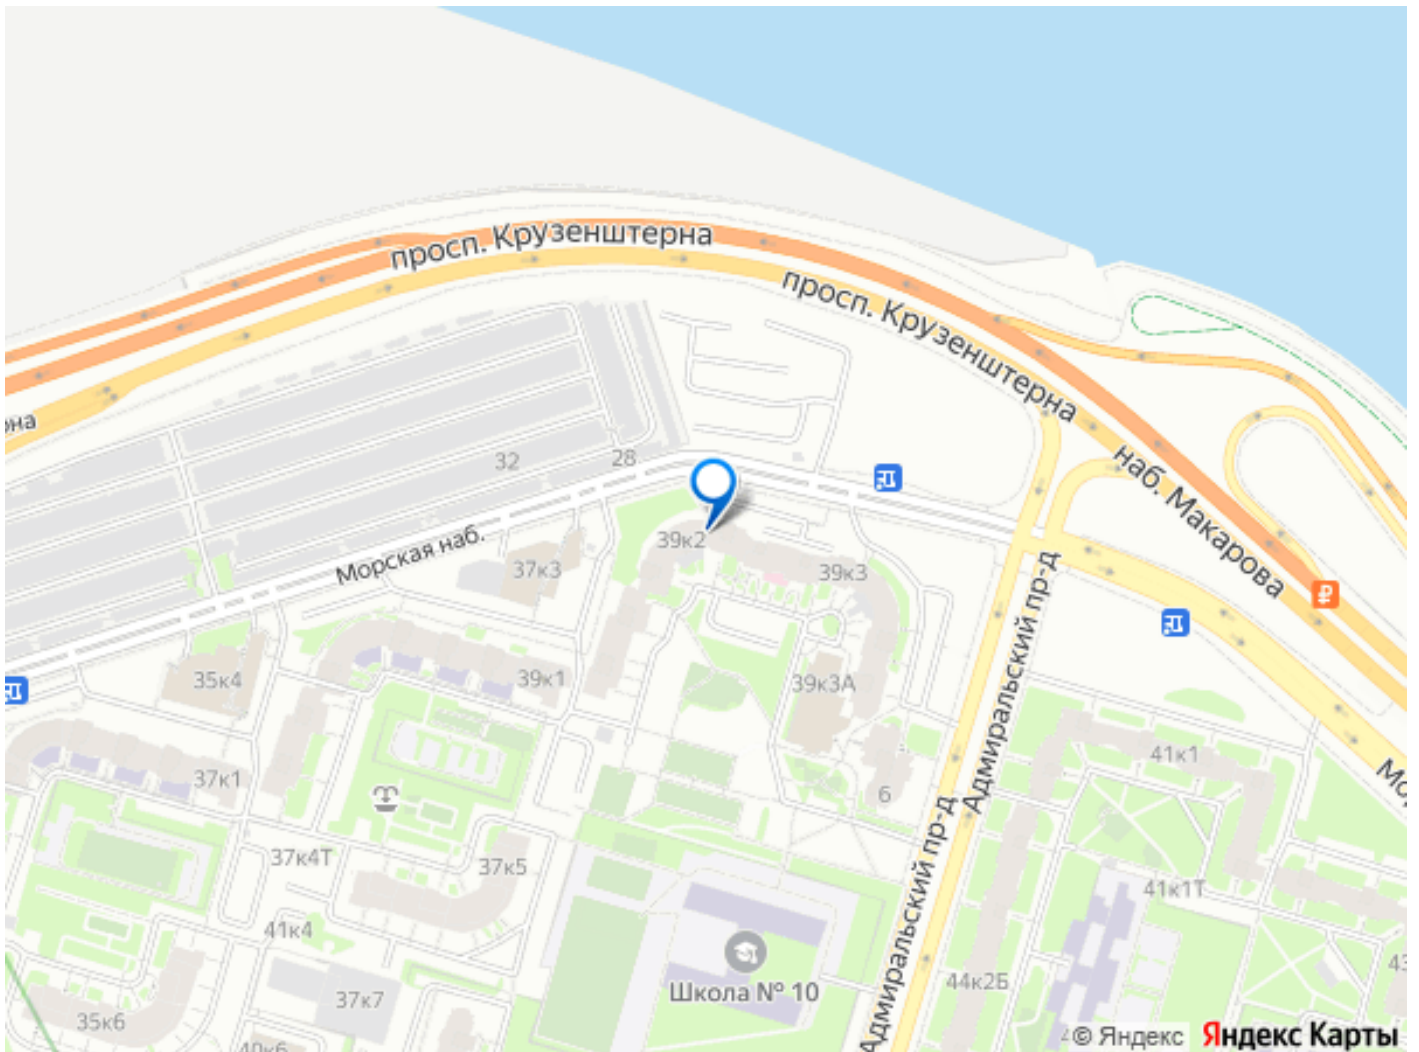 просп. Крузенштерна
просп. Крузенштерна
наб. Макарова
32
28
Морская наб.
39к2
37к3
39к3
35к4
39к1
39к3А
Адмиральский пр-д
37к1
6
41к1
37к4Т
37к5
Адмиральский пр-д
41к1Т
41к4
Школа № 10
37к7
44к2Б
35к6
© Яндекс Яндекс Карты